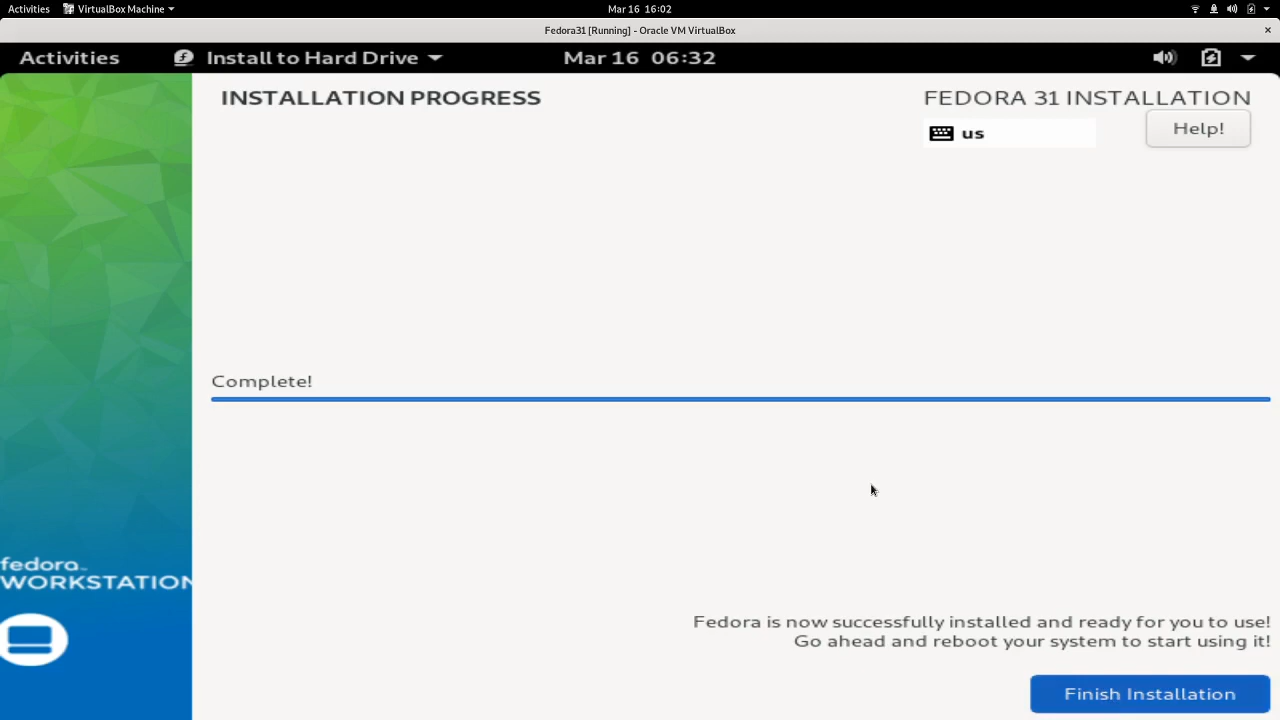 Activities VirtualBox Machine Mar 16 16:02
Fedora31 [Running] - Oracle VM VirtualBox
Activities Install to Hard Drive Mar 16 06:32
INSTALLATION PROGRESS
FEDORA 31 INSTALLATION
us
Help!
Complete!
fedora
WORKSTATION
Fedora is now successfully installed and ready for you to use!
Go ahead and reboot your system to start using it!
Finish Installation